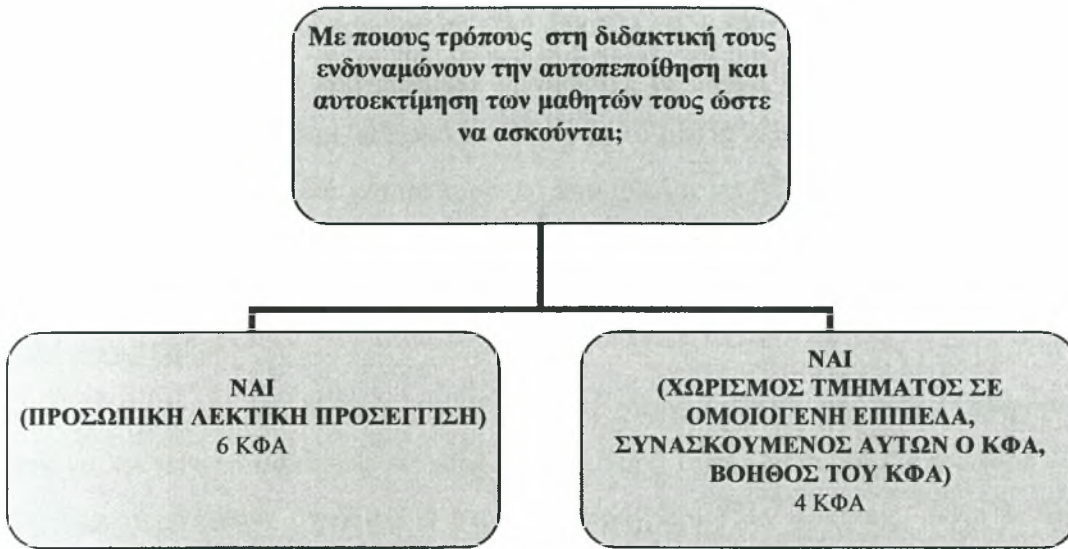 Με ποιους τρόπους στη διδακτική τους
ενδυναμώνουν την αυτοπεποίθηση και
αυτοεκτίμηση των μαθητών τους ώστε
να ασκούνται;
ΝΑΙ
(ΠΡΟΣΩΠΙΚΗ ΛΕΚΤΙΚΗ ΠΡΟΣΕΓΓΙΣΗ)
6 ΚΦΑ
ΝΑΙ
(ΧΩΡΙΣΜΟΣ ΤΜΗΜΑΤΟΣ ΣΕ
ΟΜΟΙΟΓΕΝΗ ΕΠΙΠΕΔΑ,
ΣΥΝΑΣΚΟΥΜΕΝΟΣ ΑΥΤΩΝ Ο ΚΦΑ,
ΒΟΗΘΟΣ ΤΟΥ ΚΦΑ)
4 ΚΦΑ